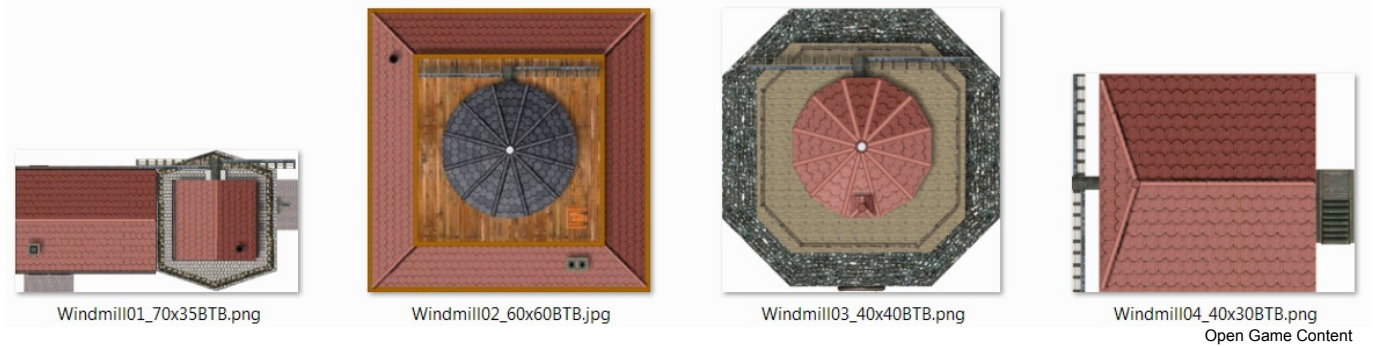 Windmill01_70x35BTB.png
Windmill02_60x60BTB.jpg
Windmill03_40x40BTB.png
Windmill04_40x30BTB.png
Open Game Content